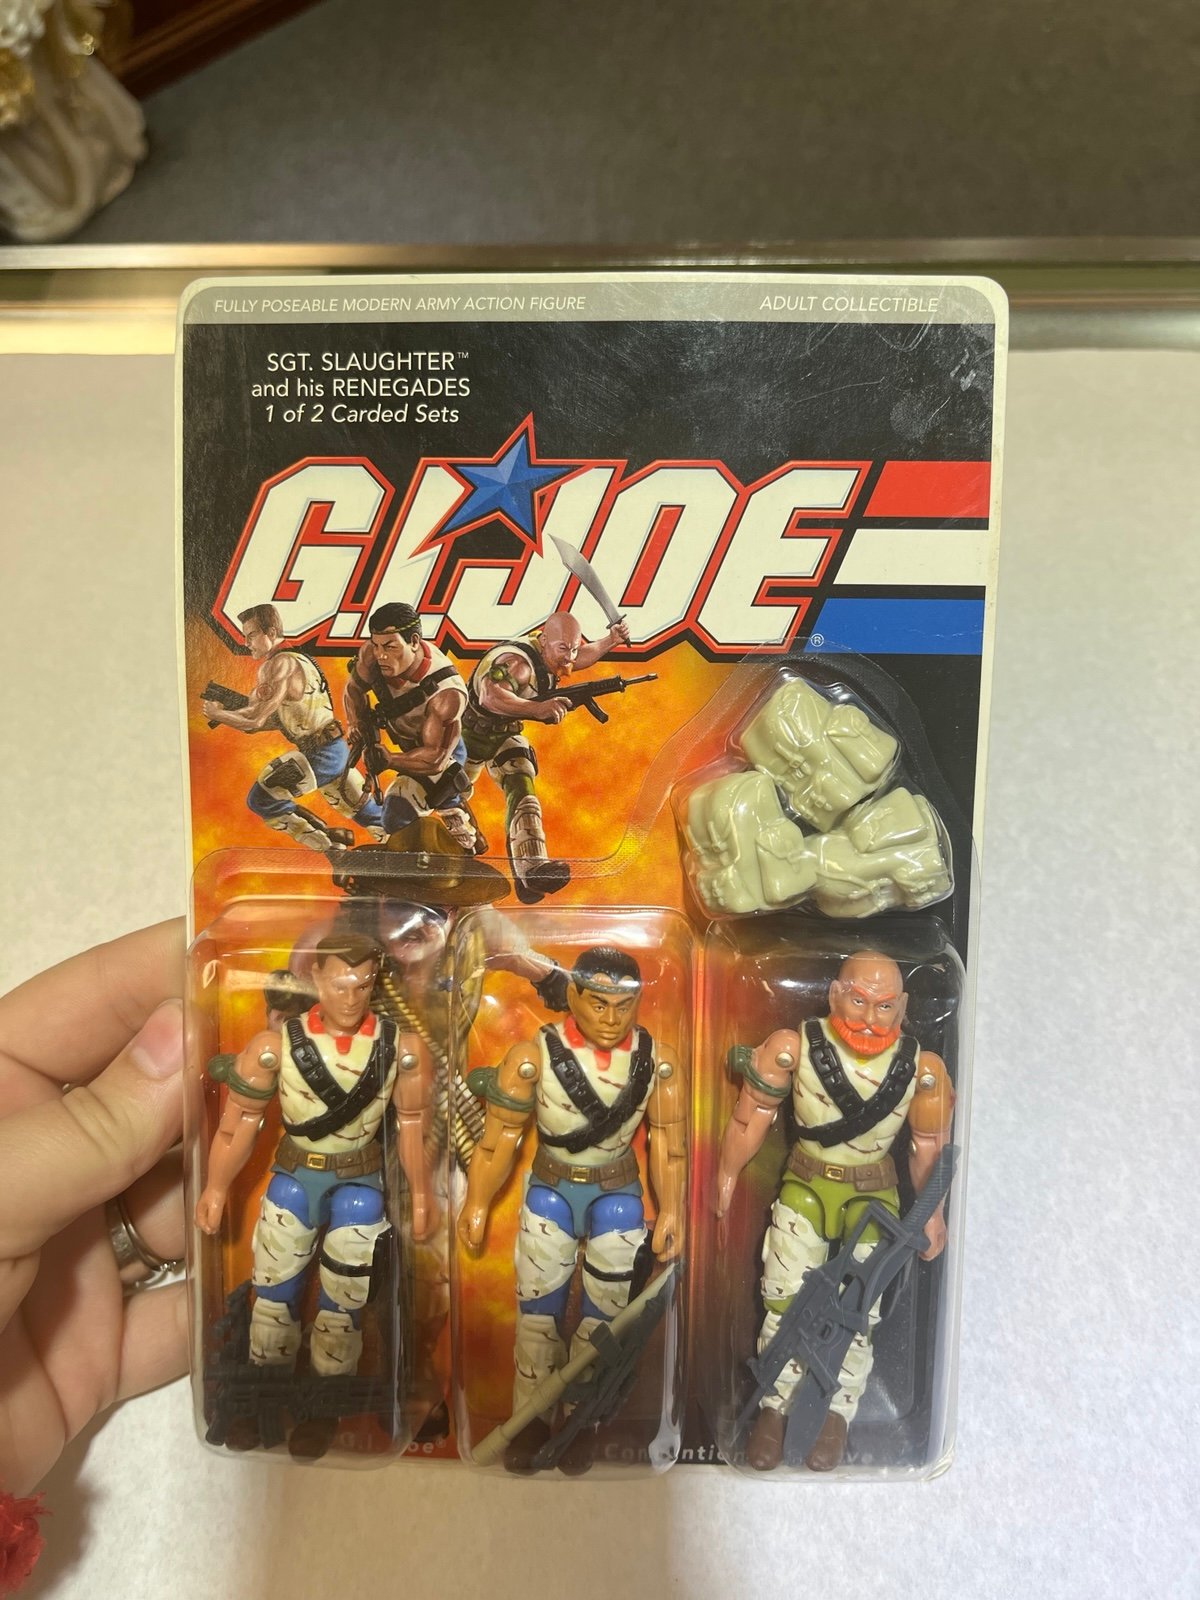 FULLY POSEABLE MODERN ARMY ACTION FIGURE
ADULT COLLECTIBLE
SGT. SLAUGHTER™
and his RENEGADES
1 of 2 Carded Sets
G.I. JOE®